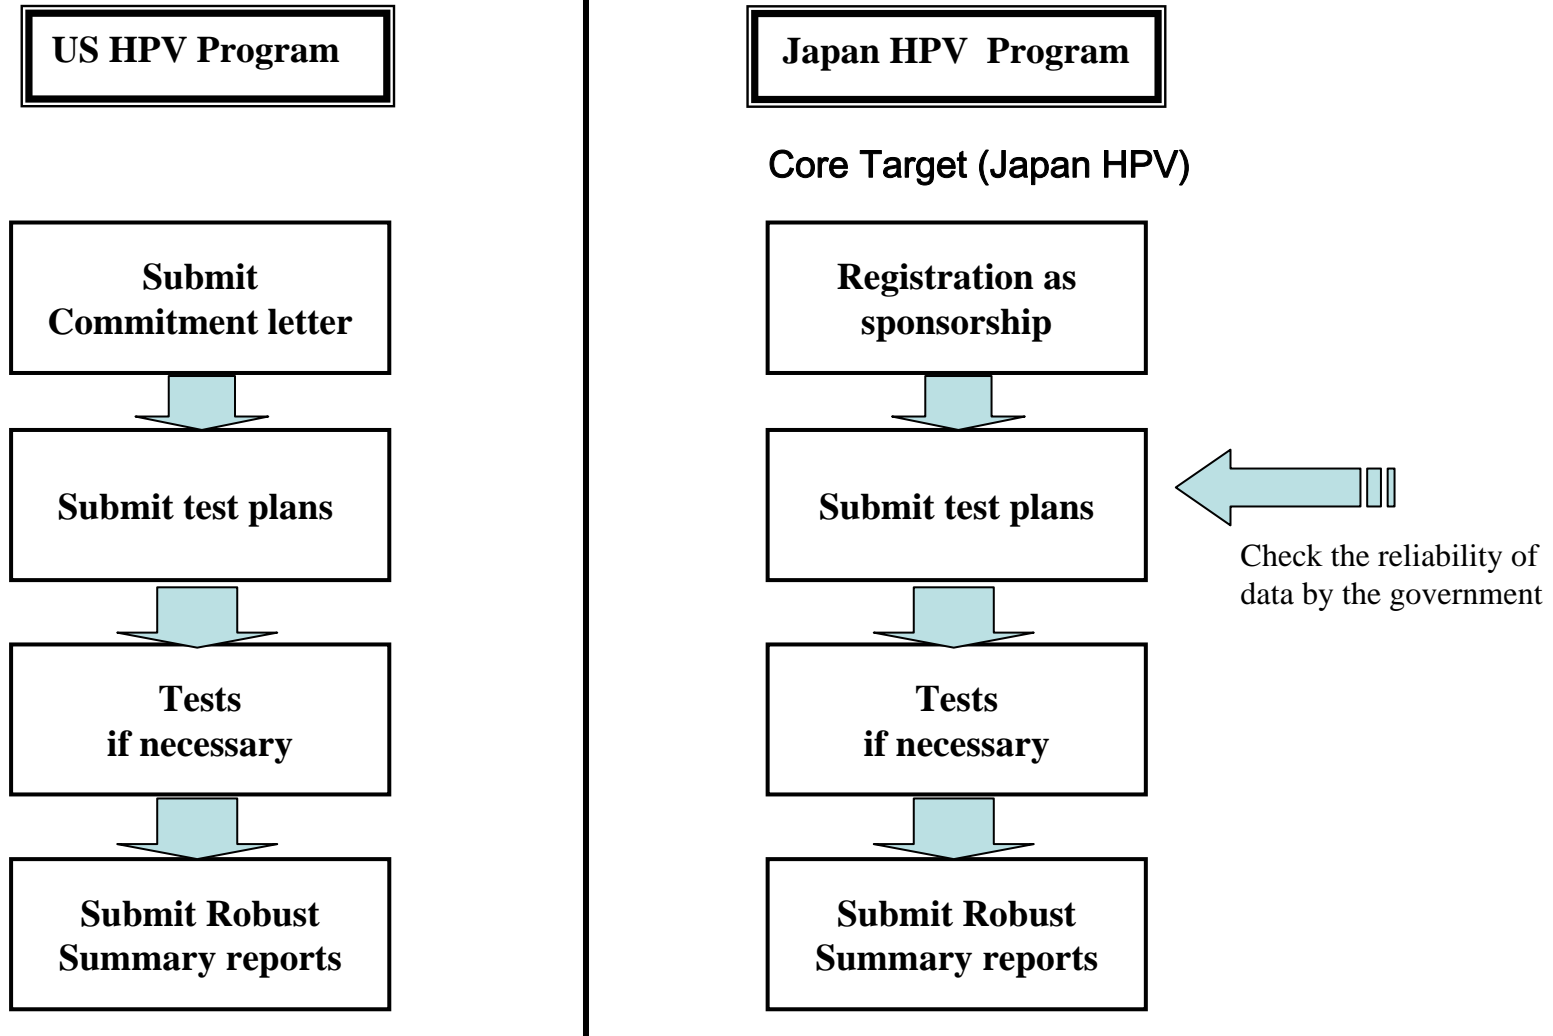 US HPV Program
Submit
Commitment letter
Submit test plans
Tests
if necessary
Submit Robust
Summary reports
Japan HPV Program
Core Target (Japan HPV)
Registration as
sponsorship
Submit test plans
Check the reliability of
data by the government
Tests
if necessary
Submit Robust
Summary reports